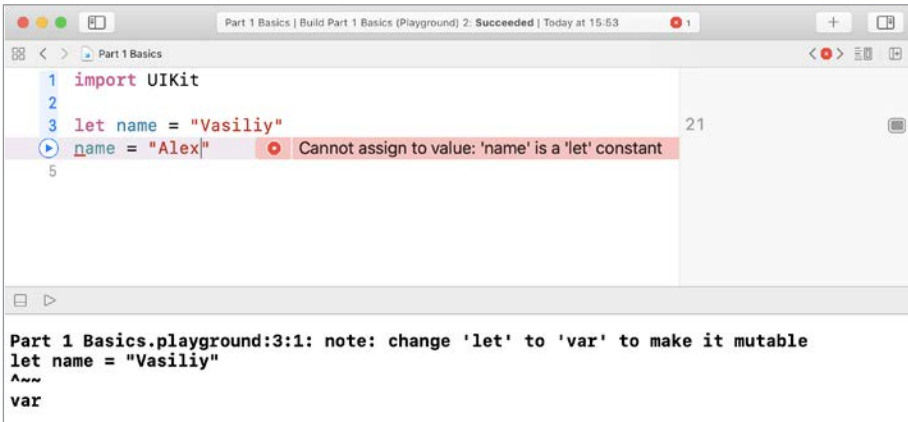 Part 1 Basics | Build Part 1 Basics (Playground) 2: Succeeded | Today at 15:53 1
Part 1 Basics
1 import UIKit
2
3 let name = "Vasiliy" 21
name = "Alex" Cannot assign to value: 'name' is a 'let' constant
5
Part 1 Basics.playground:3:1: note: change 'let' to 'var' to make it mutable
let name = "Vasiliy"
^~~
var